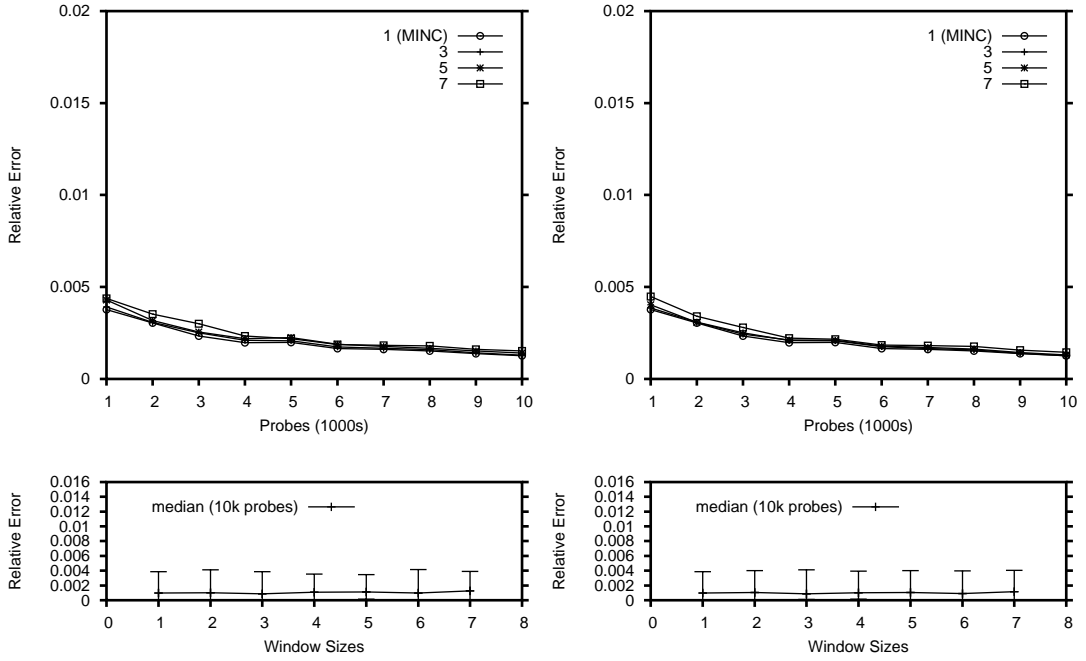 0.02
0.015
0.01
0.005
0
Relative Error
1 (MINC)
3
5
7
1 2 3 4 5 6 7 8 9 10
Probes (1000s)
0.02
0.015
0.01
0.005
0
Relative Error
1 (MINC)
3
5
7
1 2 3 4 5 6 7 8 9 10
Probes (1000s)
0.016
0.014
0.012
0.01
0.008
0.006
0.004
0.002
0
Relative Error
median (10k probes)
0 1 2 3 4 5 6 7 8
Window Sizes
0.016
0.014
0.012
0.01
0.008
0.006
0.004
0.002
0
Relative Error
median (10k probes)
0 1 2 3 4 5 6 7 8
Window Sizes